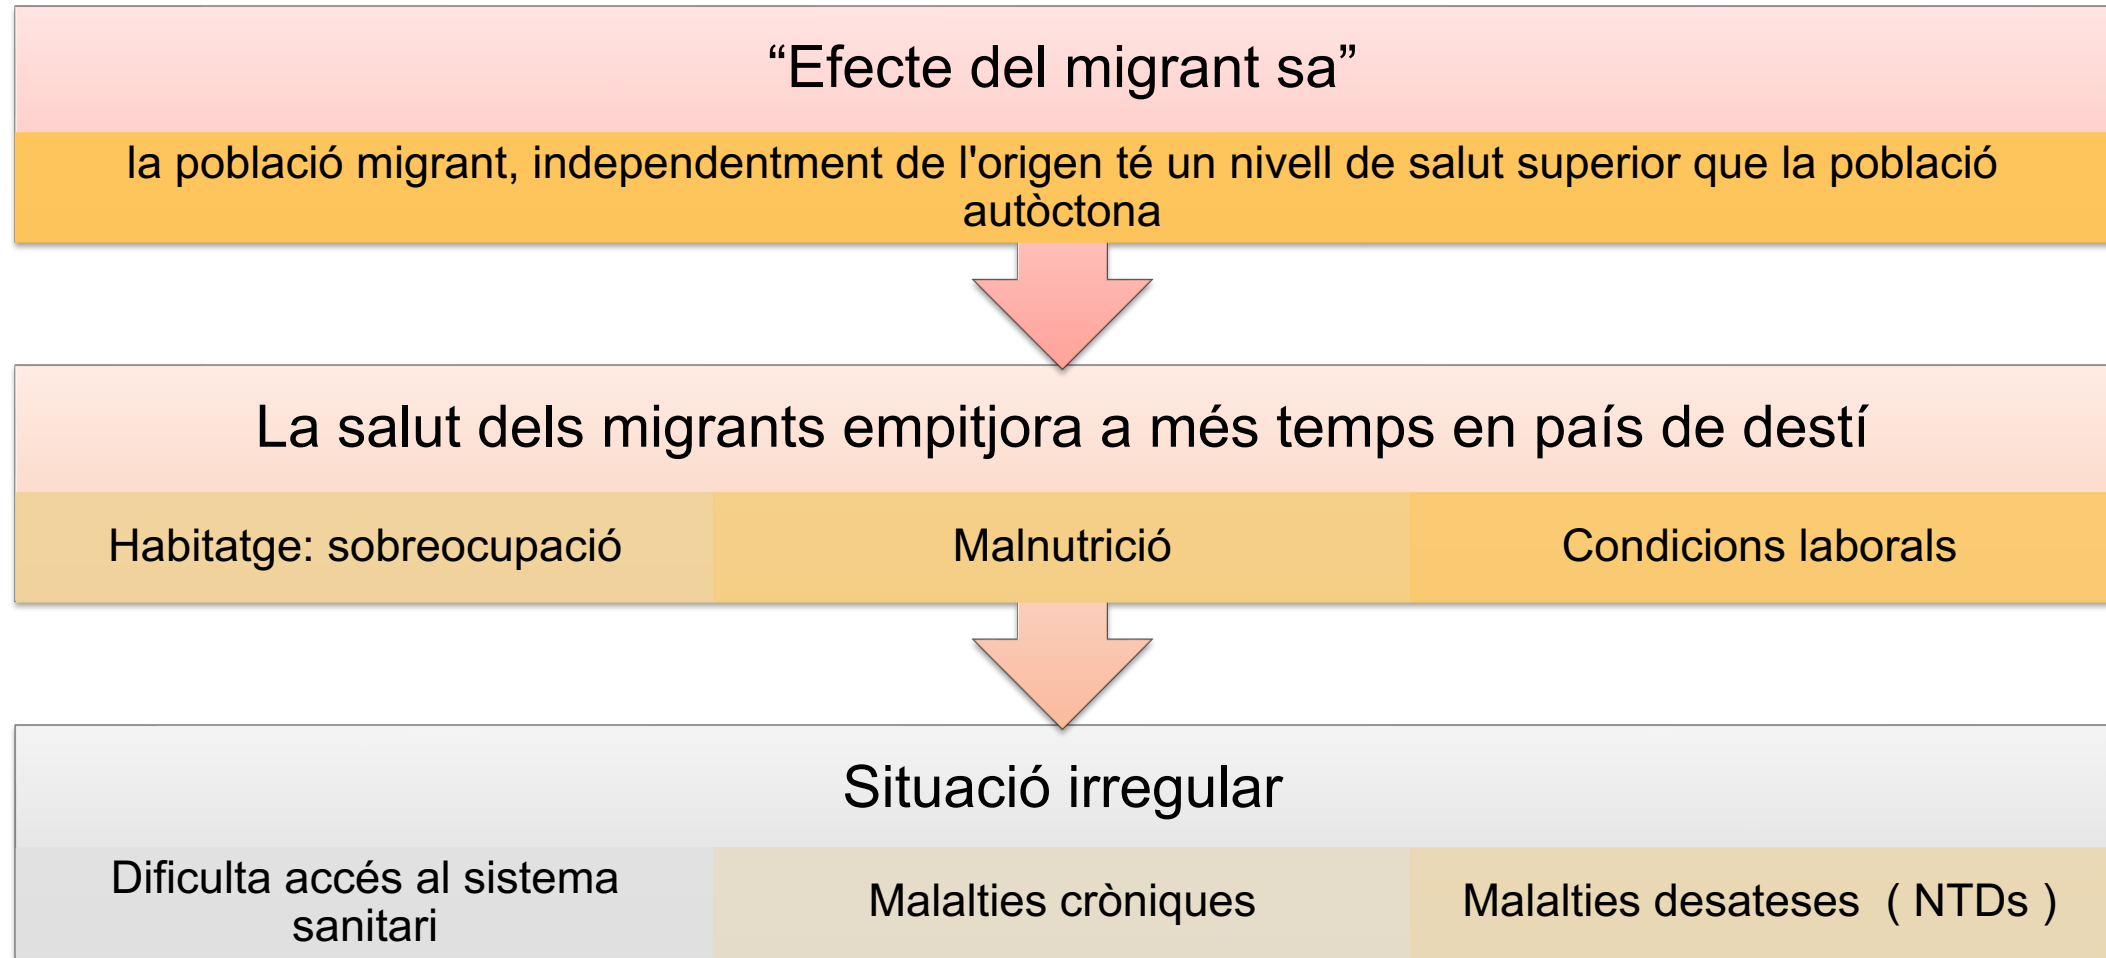 “Efecte del migrant sa”
la població migrant, independentment de l'origen té un nivell de salut superior que la població
autòctona
La salut dels migrants empitjora a més temps en país de destí
Habitatge: sobreocupació
Malnutrició
Condicions laborals
Situació irregular
Dificulta accés al sistema
sanitari
Malalties cròniques
Malalties desateses ( NTDs )